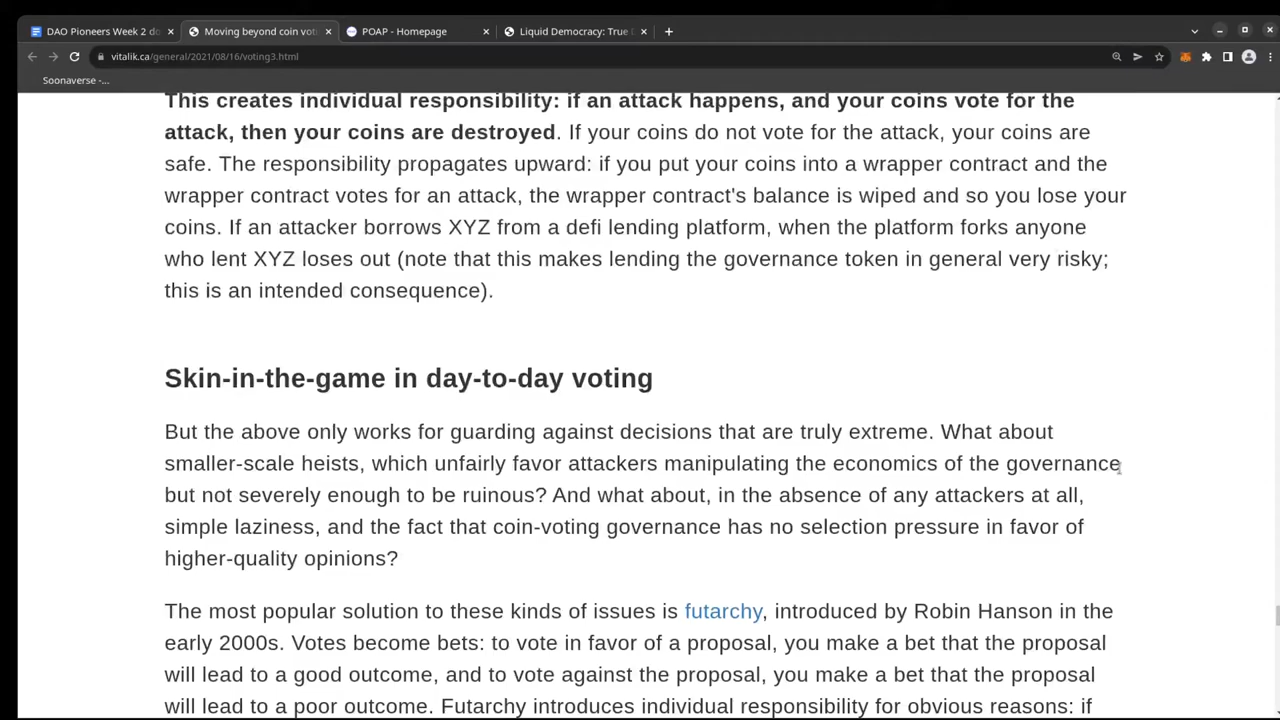 DAO Pioneers Week 2 do
Moving beyond coin voti
POAP - Homepage
Liquid Democracy: True
vitalik.ca/general/2021/08/16/voting3.html
Soonaverse -...
This creates individual responsibility: if an attack happens, and your coins vote for the
attack, then your coins are destroyed. If your coins do not vote for the attack, your coins are
safe. The responsibility propagates upward: if you put your coins into a wrapper contract and the
wrapper contract votes for an attack, the wrapper contract's balance is wiped and so you lose your
coins. If an attacker borrows XYZ from a defi lending platform, when the platform forks anyone
who lent XYZ loses out (note that this makes lending the governance token in general very risky;
this is an intended consequence).
Skin-in-the-game in day-to-day voting
But the above only works for guarding against decisions that are truly extreme. What about
smaller-scale heists, which unfairly favor attackers manipulating the economics of the governance
but not severely enough to be ruinous? And what about, in the absence of any attackers at all,
simple laziness, and the fact that coin-voting governance has no selection pressure in favor of
higher-quality opinions?
The most popular solution to these kinds of issues is futarchy, introduced by Robin Hanson in the
early 2000s. Votes become bets: to vote in favor of a proposal, you make a bet that the proposal
will lead to a good outcome, and to vote against the proposal, you make a bet that the proposal
will lead to a poor outcome. Futarchy introduces individual responsibility for obvious reasons: if